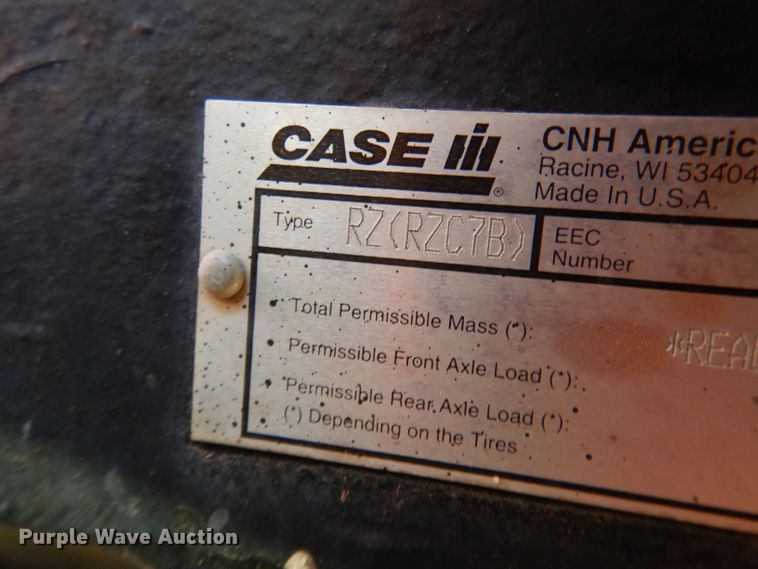 CASE IH
®
CNH Americ
Racine, WI 53404
Made In U.S.A.
Type RZ(RZC7B)
EEC
Number
• Total Permissible Mass (*):
*READ
• Permissible Front Axle Load (*):
• Permissible Rear Axle Load (*):
(*) Depending on the Tires
Purple Wave Auction